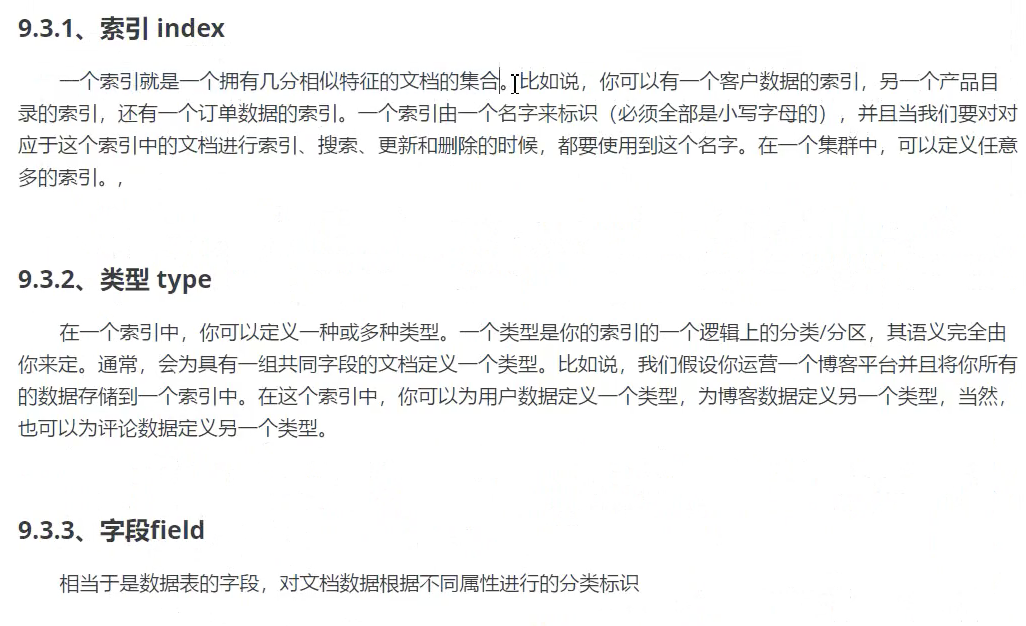 9.3.1、索引 index
一个索引就是一个拥有几分相似特征的文档的集合。比如说，你可以有一个客户数据的索引，另一个产品目
录的索引，还有一个订单数据的索引。一个索引由一个名字来标识（必须全部是小写字母的），并且当我们要对对
应于这个索引中的文档进行索引、搜索、更新和删除的时候，都要使用到这个名字。在一个集群中，可以定义任意
多的索引。,
9.3.2、类型 type
在一个索引中，你可以定义一种或多种类型。一个类型是你的索引的一个逻辑上的分类/分区，其语义完全由
你来定。通常，会为具有一组共同字段的文档定义一个类型。比如说，我们假设你运营一个博客平台并且将你所有
的数据存储到一个索引中。在这个索引中，你可以为用户数据定义一个类型，为博客数据定义另一个类型，当然，
也可以为评论数据定义另一个类型。
9.3.3、字段field
相当于是数据表的字段，对文档数据根据不同属性进行的分类标识